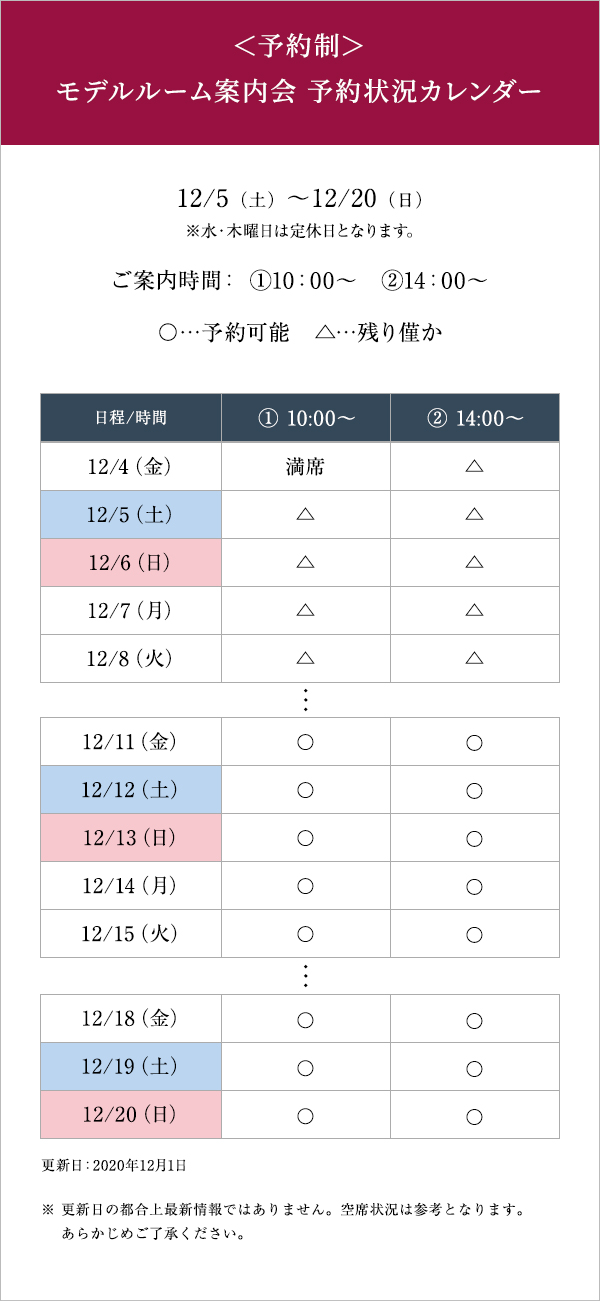 ＜予約制＞
モデルルーム案内会 予約状況カレンダー
12/5（土）～12/20（日）
※水・木曜日は定休日となります。
ご案内時間： ①10：00～ ②14：00～
○…予約可能 △…残り僅か
日程/時間 ① 10:00～ ② 14:00～
12/4（金） 満席 △
12/5（土） △ △
12/6（日） △ △
12/7（月） △ △
12/8（火） △ △
⋮
12/11（金） ○ ○
12/12（土） ○ ○
12/13（日） ○ ○
12/14（月） ○ ○
12/15（火） ○ ○
⋮
12/18（金） ○ ○
12/19（土） ○ ○
12/20（日） ○ ○
更新日：2020年12月1日
※ 更新日の都合上最新情報ではありません。空席状況は参考となります。
あらかじめご了承ください。